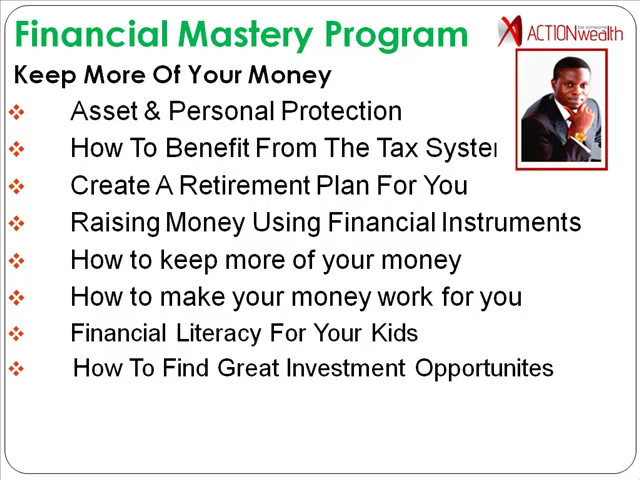 Financial Mastery Program
ACTIONwealth
Keep More Of Your Money
Asset & Personal Protection
How To Benefit From The Tax Syster
Create A Retirement Plan For You
Raising Money Using Financial Instruments
How to keep more of your money
How to make your money work for you
Financial Literacy For Your Kids
How To Find Great Investment Opportunites